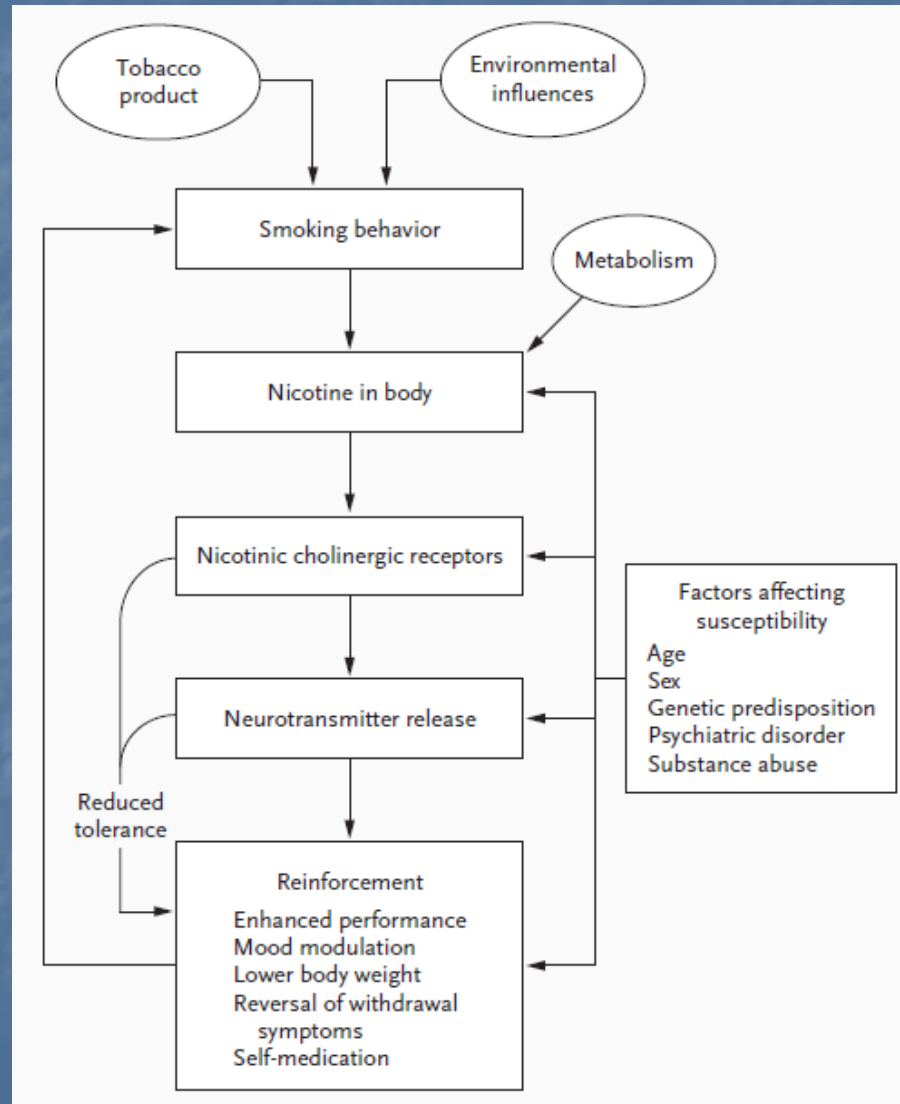 Tobacco
product
Environmental
influences
Smoking behavior
Metabolism
Nicotine in body
Nicotinic cholinergic receptors
Factors affecting
susceptibility
Age
Sex
Genetic predisposition
Psychiatric disorder
Substance abuse
Neurotransmitter release
Reduced
tolerance
Reinforcement
Enhanced performance
Mood modulation
Lower body weight
Reversal of withdrawal
symptoms
Self-medication